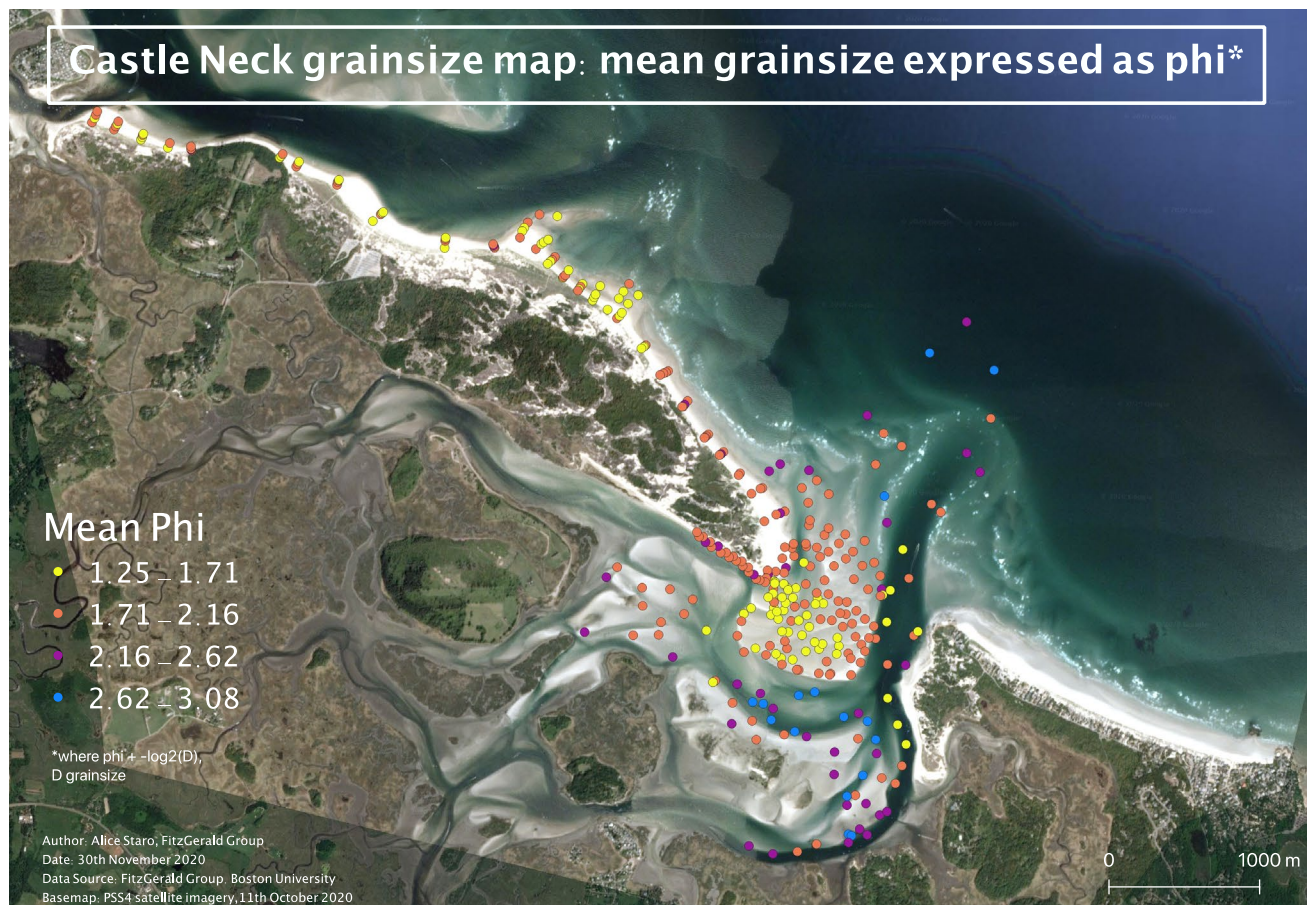 Castle Neck grainsize map: mean grainsize expressed as phi*
Mean Phi
1.25 – 1.71
1.71 – 2.16
2.16 – 2.62
2.62 – 3.08
*where phi + -log2(D),
D grainsize
Author: Alice Staro, FitzGerald Group
Date: 30th November 2020
Data Source: FitzGerald Group, Boston University
Basemap: PSS4 satellite imagery,11th October 2020
0 1000 m